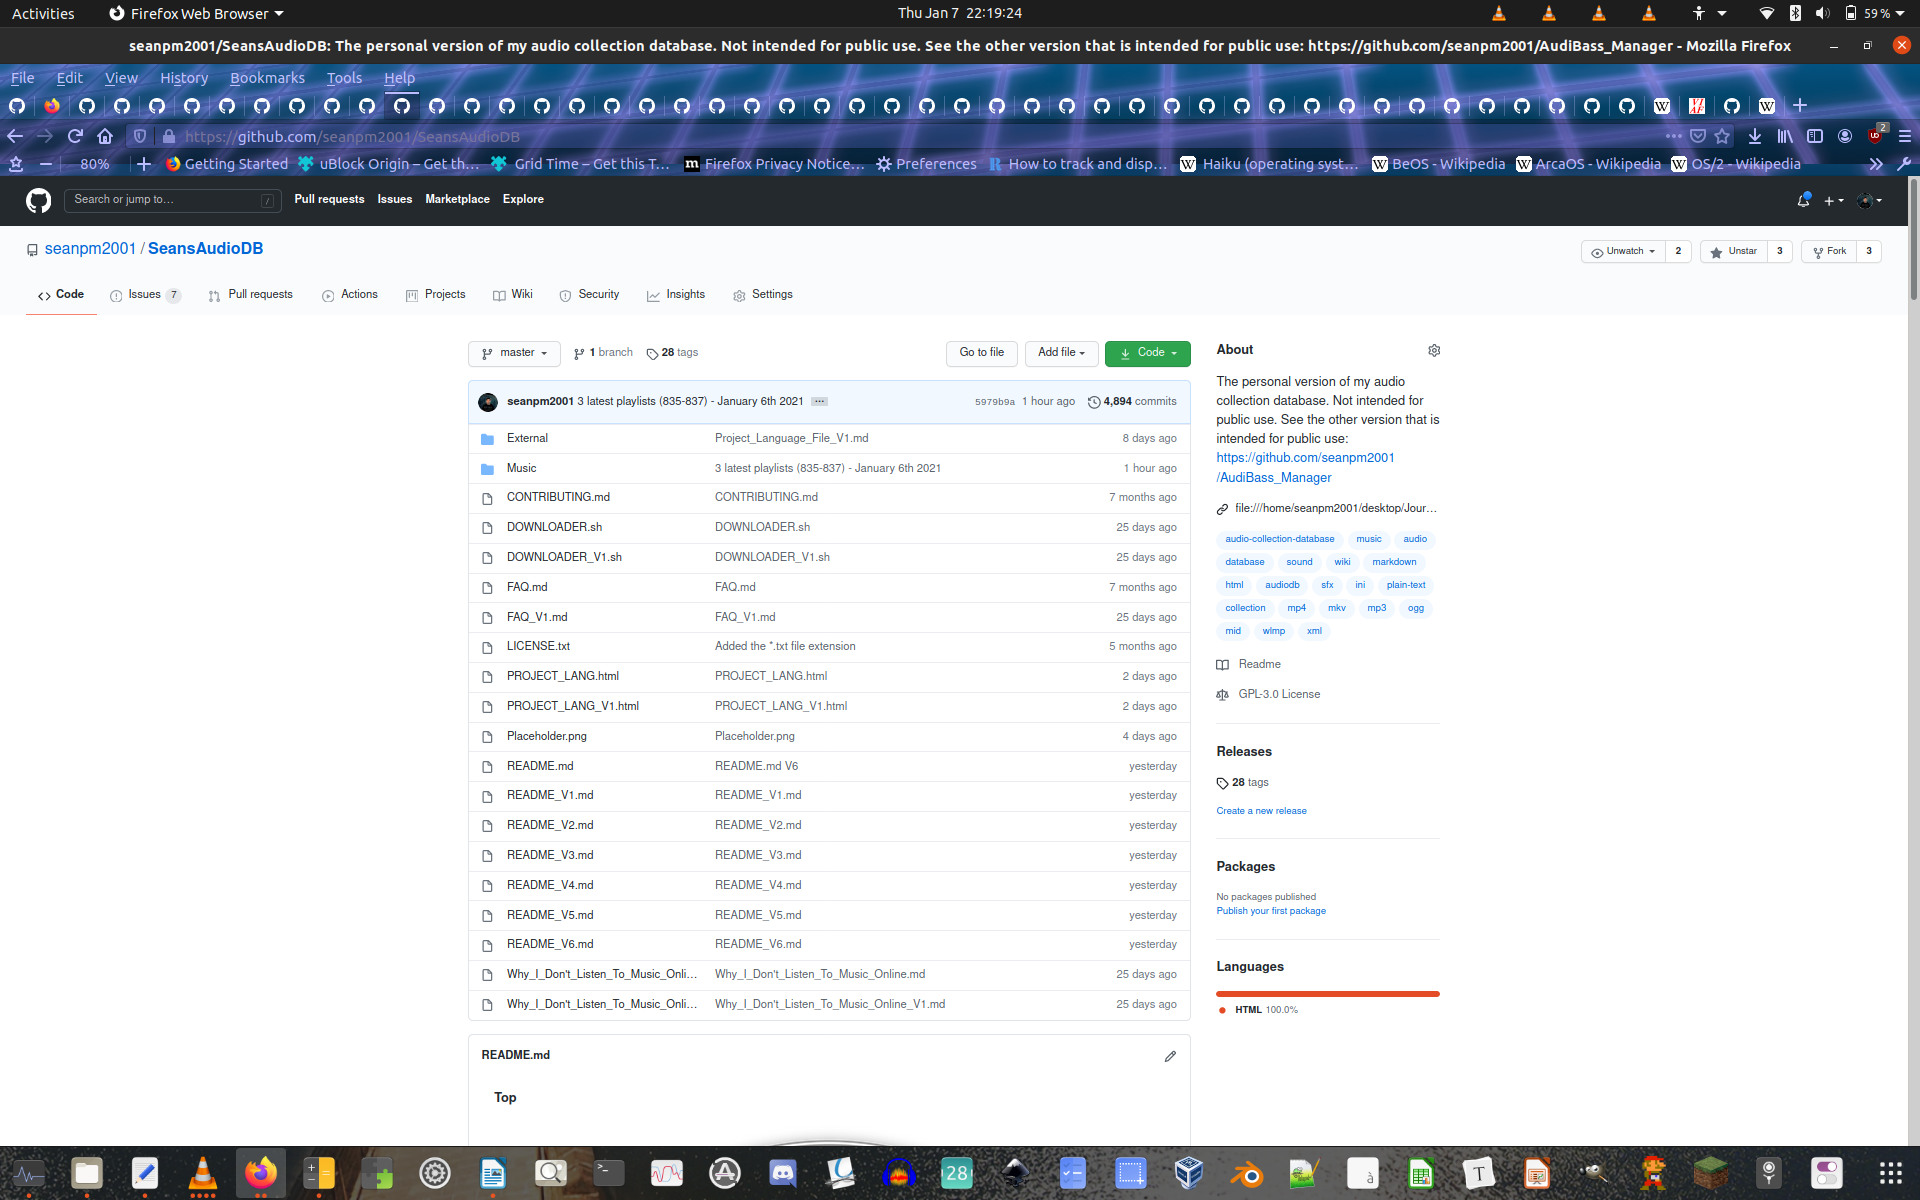 Activities Firefox Web Browser Thu Jan 7 22:19:24 59 %
seanpm2001/SeansAudioDB: The personal version of my audio collection database. Not intended for public use. See the other version that is intended for public use: https://github.com/seanpm2001/AudiBass_Manager - Mozilla Firefox
File Edit View History Bookmarks Tools Help
https://github.com/seanpm2001/SeansAudioDB 2
80% Getting Started uBlock Origin – Get th… Grid Time – Get this T… Firefox Privacy Notice… Preferences How to track and disp… Haiku (operating syst… BeOS - Wikipedia ArcaOS - Wikipedia OS/2 - Wikipedia
Search or jump to… / Pull requests Issues Marketplace Explore
seanpm2001 / SeansAudioDB Unwatch 2 Unstar 3 Fork 3
Code Issues 7 Pull requests Actions Projects Wiki Security Insights Settings
master 1 branch 28 tags Go to file Add file Code
seanpm2001 3 latest playlists (835-837) - January 6th 2021 ... 5979b9a 1 hour ago 4,894 commits
External Project_Language_File_V1.md 8 days ago
Music 3 latest playlists (835-837) - January 6th 2021 1 hour ago
CONTRIBUTING.md CONTRIBUTING.md 7 months ago
DOWNLOADER.sh DOWNLOADER.sh 25 days ago
DOWNLOADER_V1.sh DOWNLOADER_V1.sh 25 days ago
FAQ.md FAQ.md 7 months ago
FAQ_V1.md FAQ_V1.md 25 days ago
LICENSE.txt Added the *.txt file extension 5 months ago
PROJECT_LANG.html PROJECT_LANG.html 2 days ago
PROJECT_LANG_V1.html PROJECT_LANG_V1.html 2 days ago
Placeholder.png Placeholder.png 4 days ago
README.md README.md V6 yesterday
README_V1.md README_V1.md yesterday
README_V2.md README_V2.md yesterday
README_V3.md README_V3.md yesterday
README_V4.md README_V4.md yesterday
README_V5.md README_V5.md yesterday
README_V6.md README_V6.md yesterday
Why_I_Don't_Listen_To_Music_Onli… Why_I_Don't_Listen_To_Music_Online.md 25 days ago
Why_I_Don't_Listen_To_Music_Onli… Why_I_Don't_Listen_To_Music_Online_V1.md 25 days ago
README.md
Top
About
The personal version of my audio
collection database. Not intended for
public use. See the other version that is
intended for public use:
https://github.com/seanpm2001
/AudiBass_Manager
file:///home/seanpm2001/desktop/Jour…
audio-collection-database music audio
database sound wiki markdown
html audiodb sfx ini plain-text
collection mp4 mkv mp3 ogg
mid wlmp xml
Readme
GPL-3.0 License
Releases
28 tags
Create a new release
Packages
No packages published
Publish your first package
Languages
HTML 100.0%
28